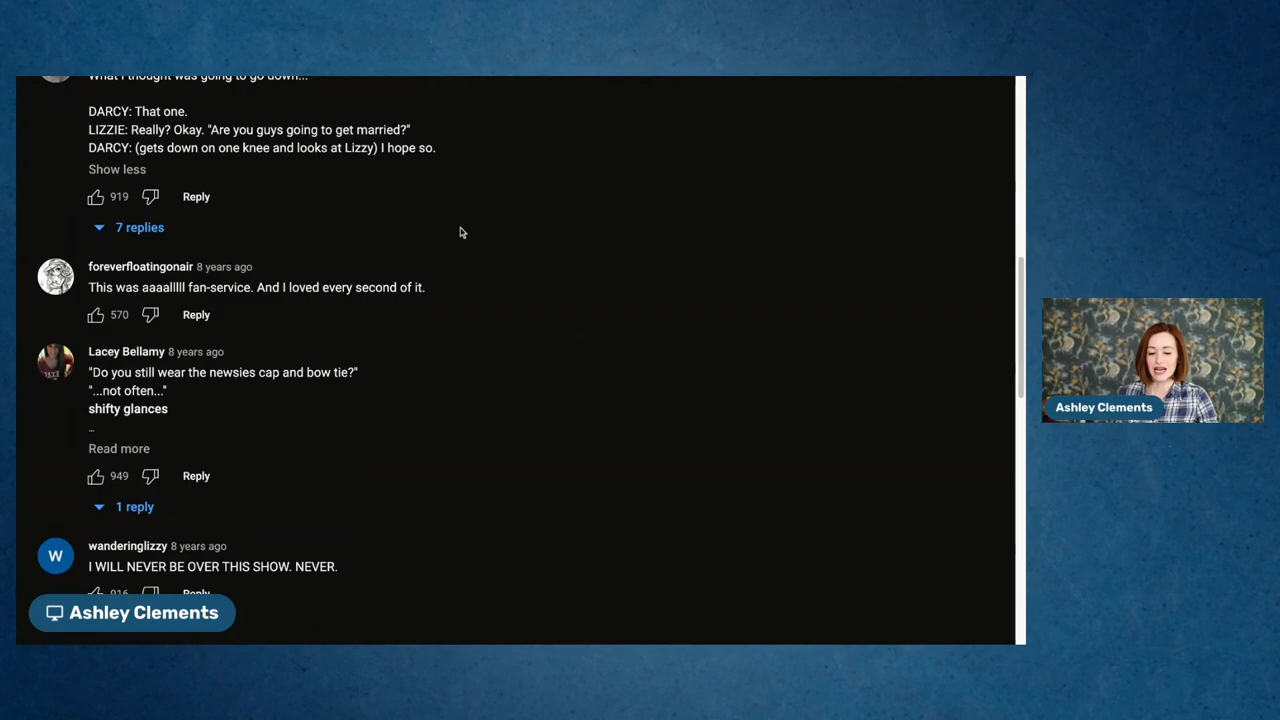 What I thought was going to go down...
DARCY: That one.
LIZZIE: Really? Okay. "Are you guys going to get married?"
DARCY: (gets down on one knee and looks at Lizzy) I hope so.
Show less
919 Reply
7 replies
foreverfloatingonair 8 years ago
This was aaaalllll fan-service. And I loved every second of it.
570 Reply
Lacey Bellamy 8 years ago
"Do you still wear the newsies cap and bow tie?"
"...not often..."
shifty glances
...
Read more
949 Reply
1 reply
W
wanderinglizzy 8 years ago
I WILL NEVER BE OVER THIS SHOW. NEVER.
916 Reply
Ashley Clements
Ashley Clements